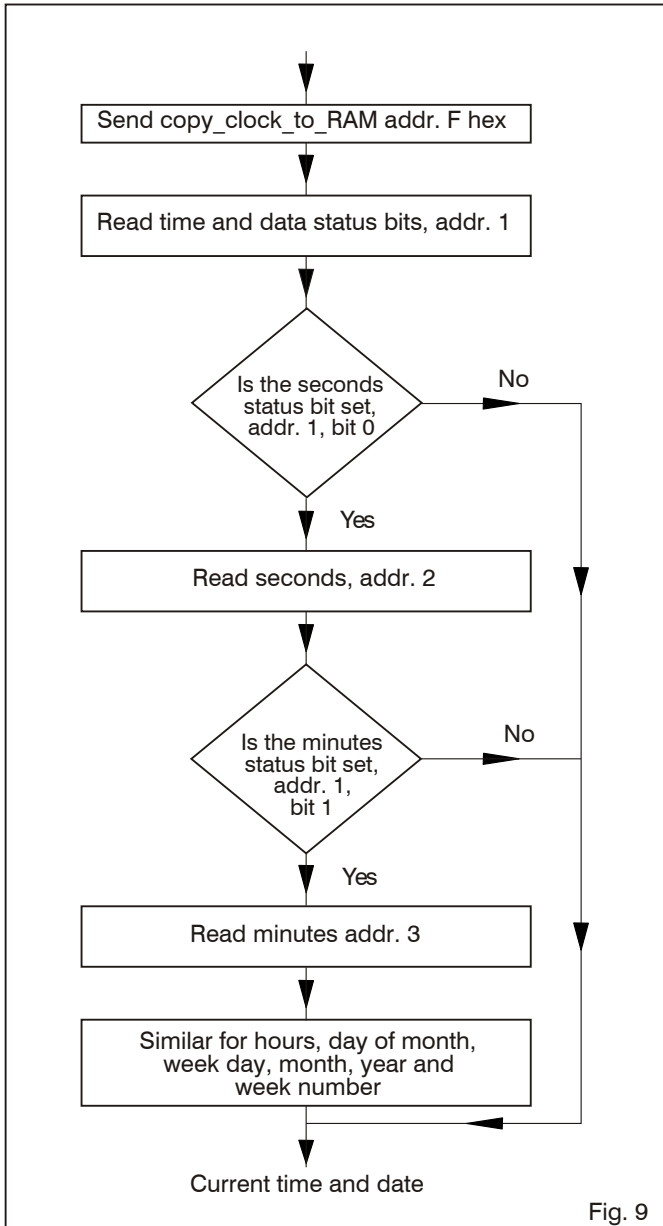 Send copy_clock_to_RAM addr. F hex
Read time and data status bits, addr. 1
Is the seconds
status bit set,
addr. 1, bit 0
No
Yes
Read seconds, addr. 2
Is the minutes
status bit set,
addr. 1,
bit 1
No
Yes
Read minutes addr. 3
Similar for hours, day of month,
week day, month, year and
week number
Current time and date
Fig. 9